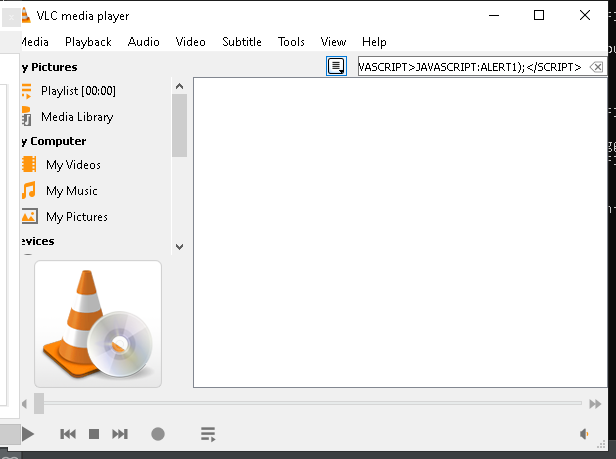 VLC media player
Media Playback Audio Video Subtitle Tools View Help
y Pictures
VASCRIPT>JAVASCRIPT:ALERT1);</SCRIPT>
Playlist [00:00]
Media Library
y Computer
My Videos
My Music
My Pictures
evices